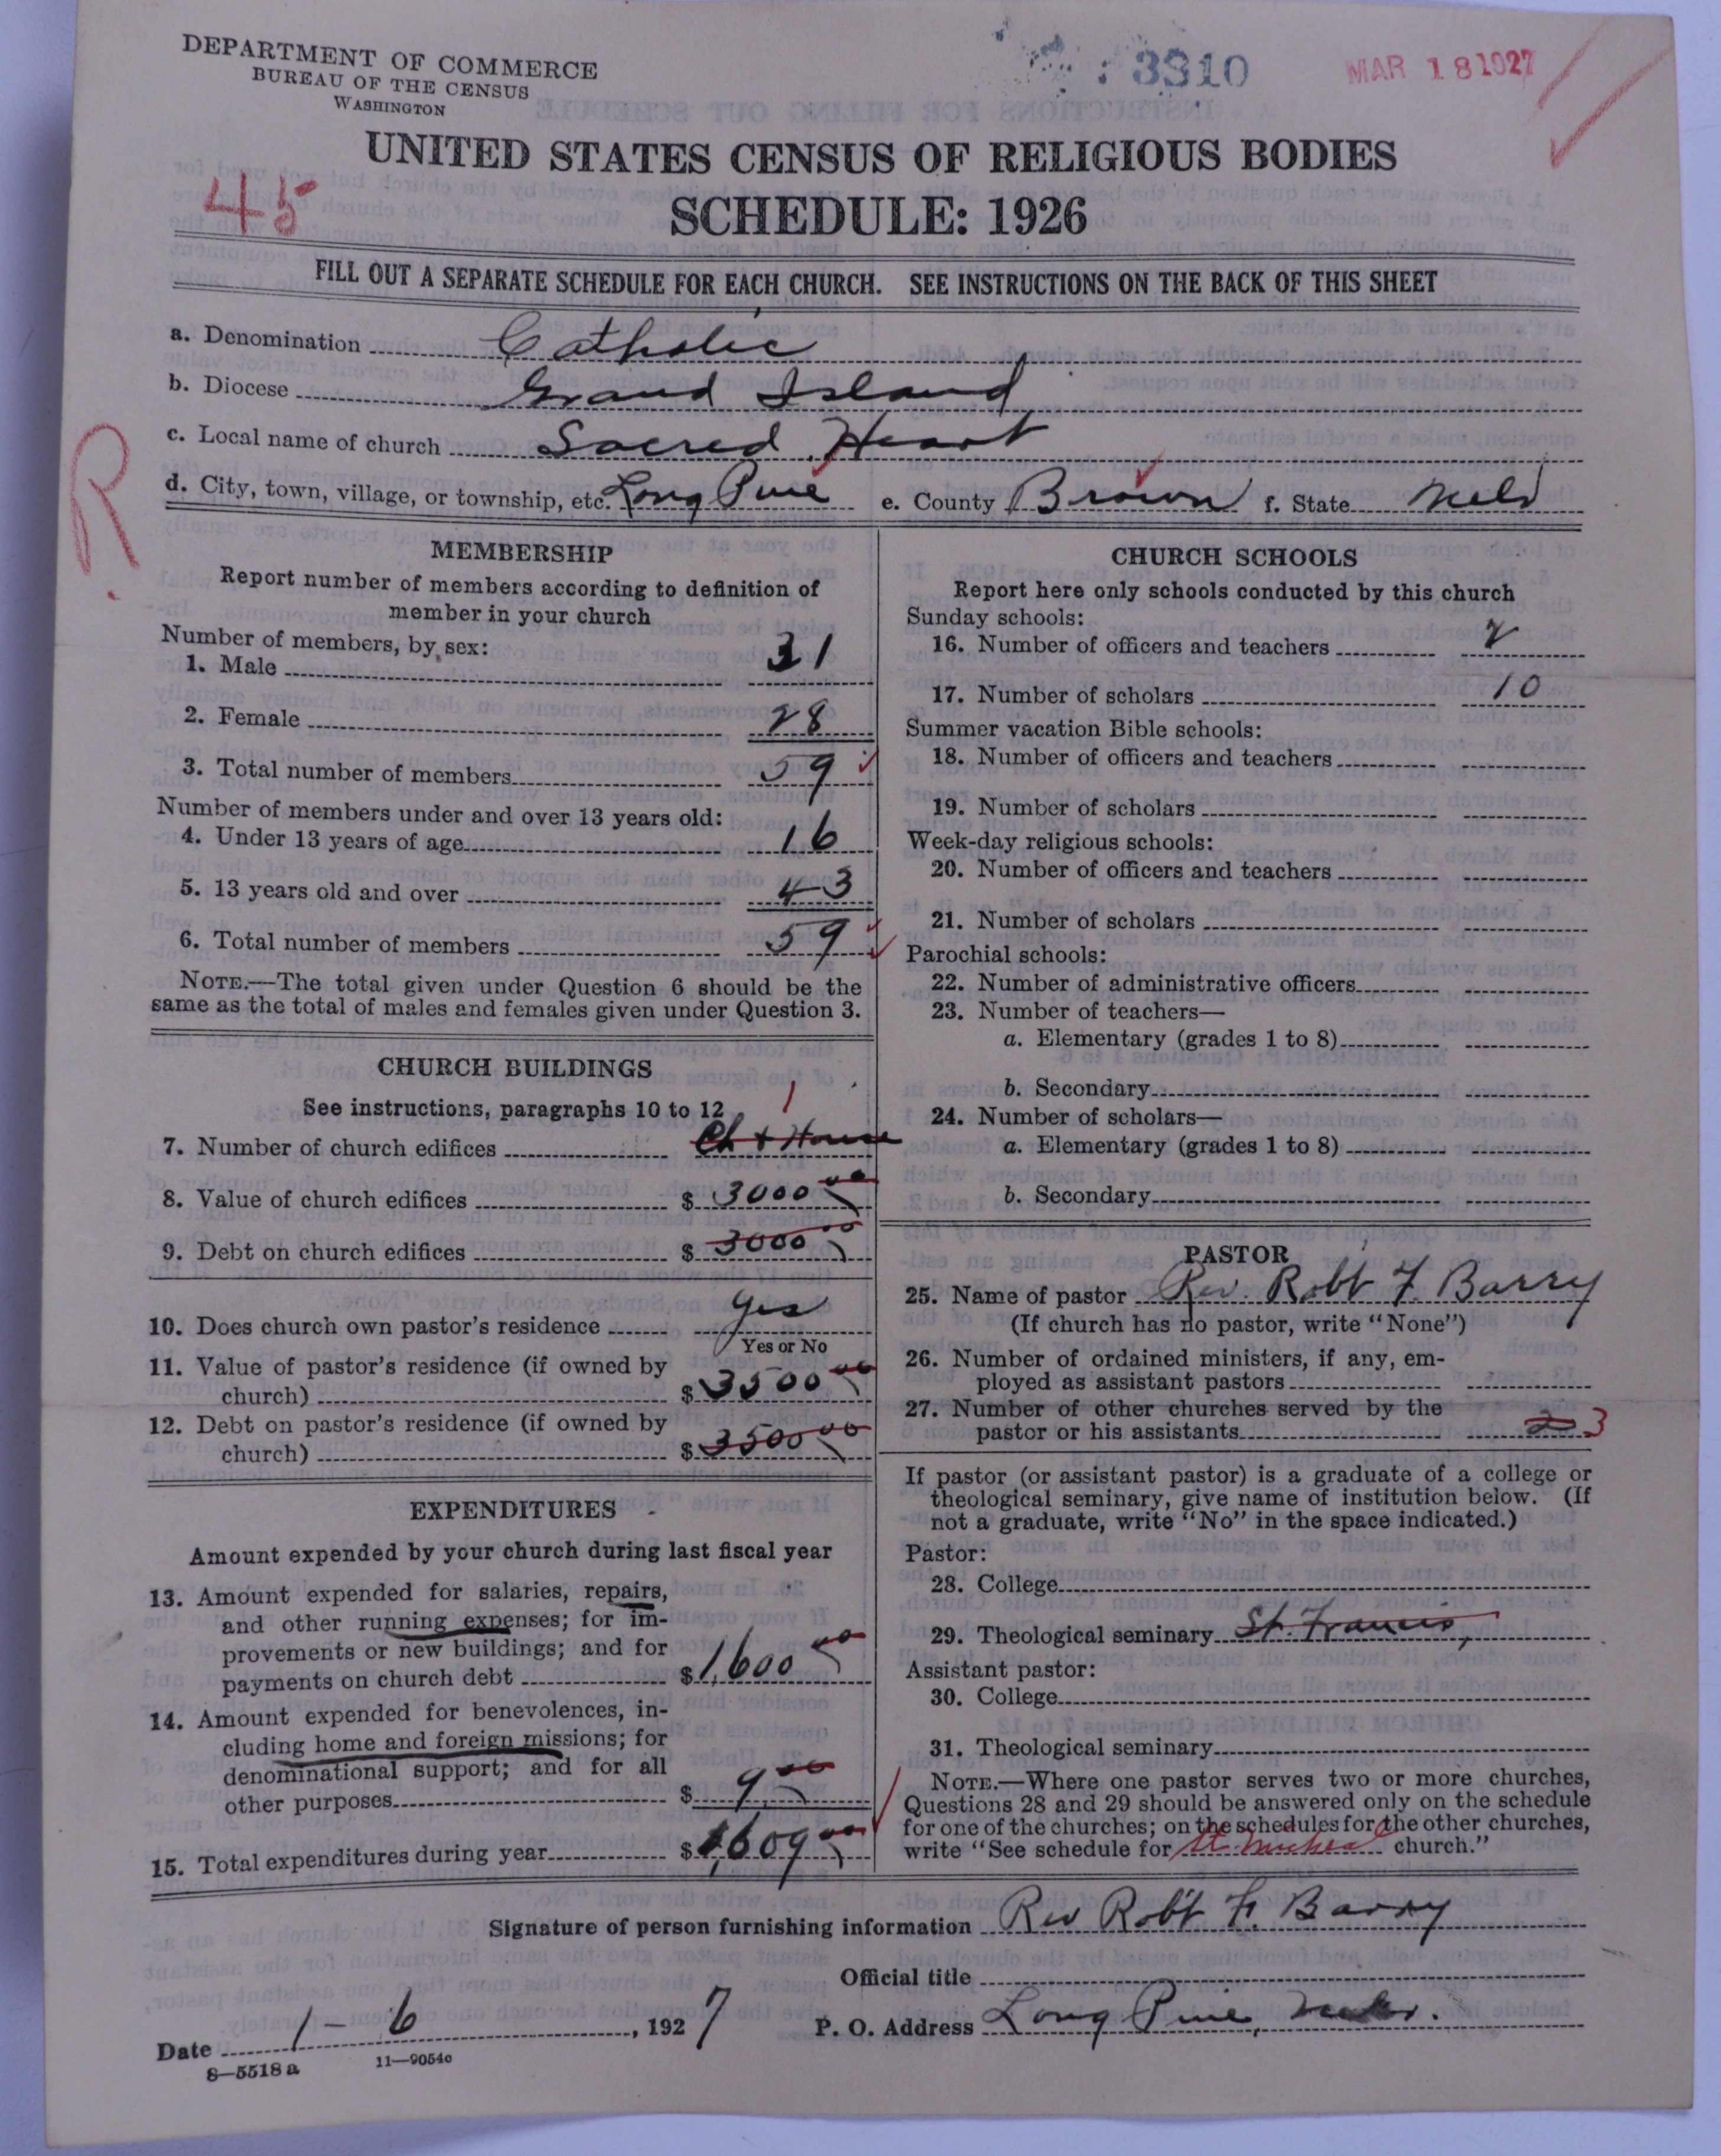 DEPARTMENT OF COMMERCE
BUREAU OF THE CENSUS
WASHINGTON
3310
MAR 18 1927
UNITED STATES CENSUS OF RELIGIOUS BODIES
45
SCHEDULE: 1926
FILL OUT A SEPARATE SCHEDULE FOR EACH CHURCH. SEE INSTRUCTIONS ON THE BACK OF THIS SHEET
a. Denomination Catholic
b. Diocese Grand Island
c. Local name of church Sacred Heart
R.
d. City, town, village, or township, etc. Long Pine e. County Brown f. State Neb
MEMBERSHIP
Report number of members according to definition of
member in your church
Number of members, by sex:
1. Male 31
2. Female 28
3. Total number of members 59
Number of members under and over 13 years old:
4. Under 13 years of age 16
5. 13 years old and over 43
6. Total number of members 59
NOTE.—The total given under Question 6 should be the
same as the total of males and females given under Question 3.
CHURCH BUILDINGS
See instructions, paragraphs 10 to 12
1
7. Number of church edifices Ch + House
8. Value of church edifices $ 3000 00
9. Debt on church edifices $ 3000 00
10. Does church own pastor's residence Yes
Yes or No
11. Value of pastor's residence (if owned by
church) $ 3500 00
12. Debt on pastor's residence (if owned by
church) $ 3500 00
EXPENDITURES
Amount expended by your church during last fiscal year
13. Amount expended for salaries, repairs,
and other running expenses; for im-
provements or new buildings; and for
payments on church debt $ 1,600 00
14. Amount expended for benevolences, in-
cluding home and foreign missions; for
denominational support; and for all
other purposes $ 9 00
15. Total expenditures during year $ 1,609 00
CHURCH SCHOOLS
Report here only schools conducted by this church
Sunday schools:
16. Number of officers and teachers 2
17. Number of scholars 10
Summer vacation Bible schools:
18. Number of officers and teachers
19. Number of scholars
Week-day religious schools:
20. Number of officers and teachers
21. Number of scholars
Parochial schools:
22. Number of administrative officers
23. Number of teachers—
a. Elementary (grades 1 to 8)
b. Secondary
24. Number of scholars—
a. Elementary (grades 1 to 8)
b. Secondary
PASTOR
25. Name of pastor Rev. Robt F. Barry
(If church has no pastor, write "None")
26. Number of ordained ministers, if any, em-
ployed as assistant pastors
27. Number of other churches served by the
pastor or his assistants 2 3
If pastor (or assistant pastor) is a graduate of a college or
theological seminary, give name of institution below. (If
not a graduate, write "No" in the space indicated.)
Pastor:
28. College
29. Theological seminary St. Francis,
Assistant pastor:
30. College
31. Theological seminary
NOTE.—Where one pastor serves two or more churches,
Questions 28 and 29 should be answered only on the schedule
for one of the churches; on the schedules for the other churches,
write "See schedule for St. Micheal church."
Signature of person furnishing information Rev Robt F. Barry
Official title
Date 1 - 6, 1927 P. O. Address Long Pine, Nebr.
8—5518 a 11—9054c